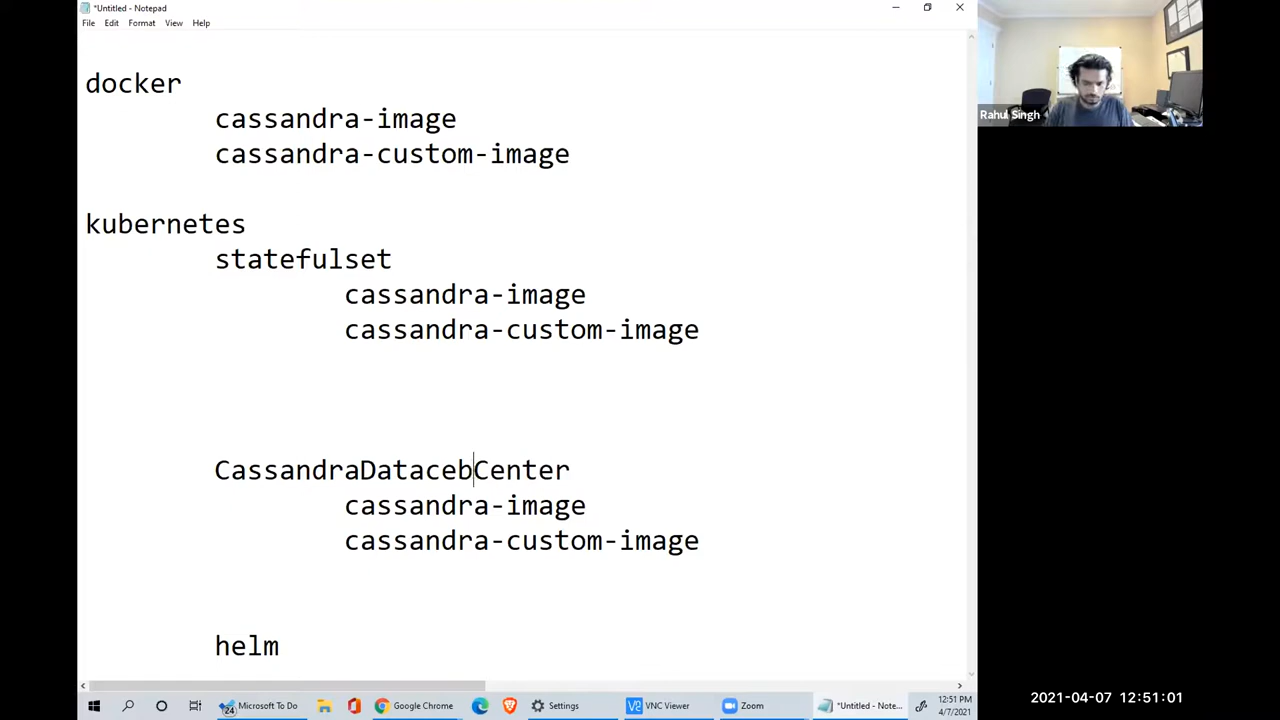 *Untitled - Notepad
File Edit Format View Help
docker
cassandra-image
cassandra-custom-image
kubernetes
statefulset
cassandra-image
cassandra-custom-image
CassandraDatacebCenter
cassandra-image
cassandra-custom-image
helm
Rahul Singh
24 Microsoft To Do Google Chrome Settings VNC Viewer Zoom *Untitled - Note...
12:51 PM
4/7/2021
2021-04-07 12:51:01